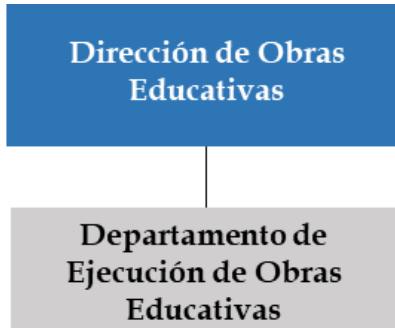 Dirección de Obras
Educativas
Departamento de
Ejecución de Obras
Educativas